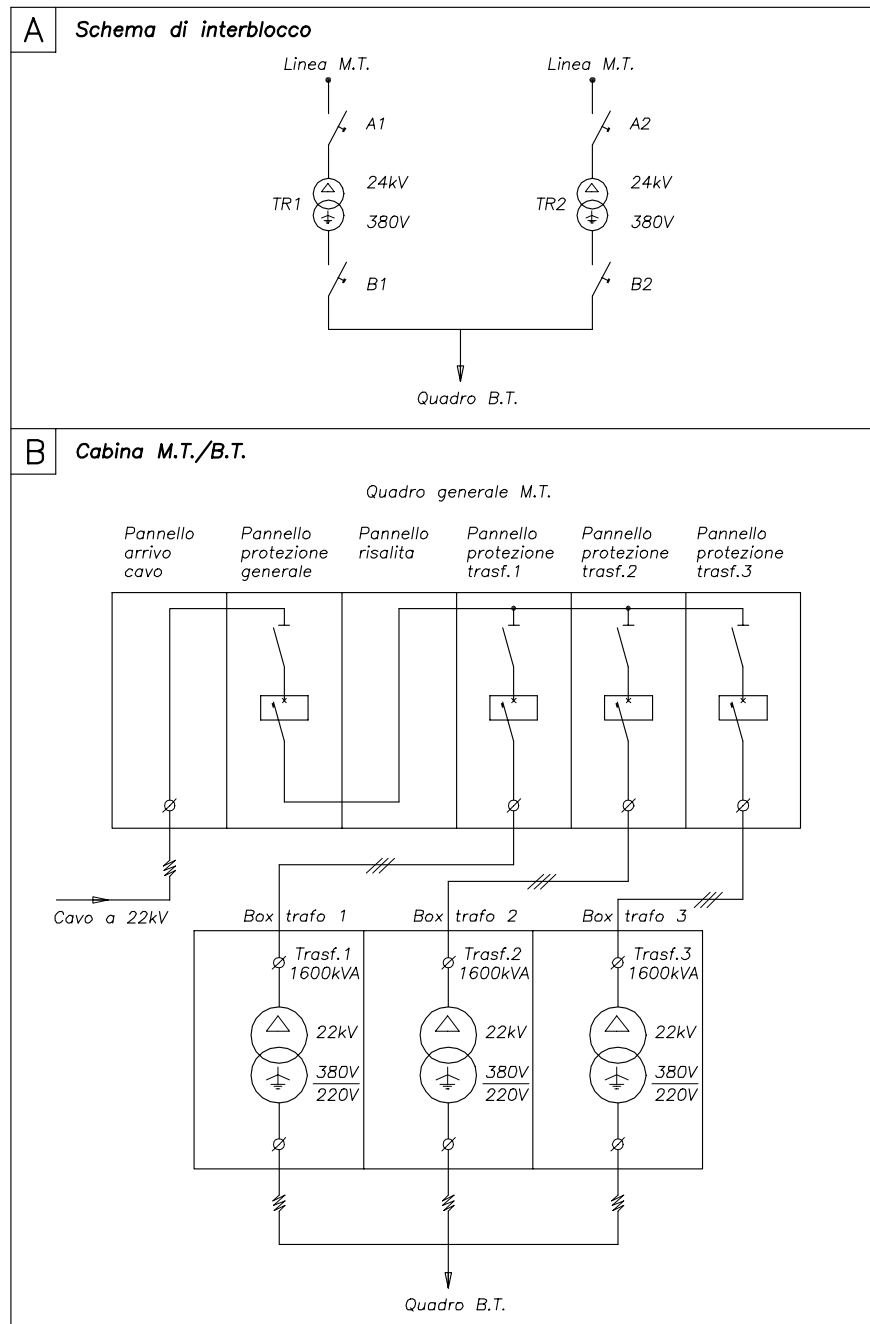 A
Schema di interblocco
Linea M.T.
Linea M.T.
A1
A2
TR1
24kV
380V
TR2
24kV
380V
B1
B2
Quadro B.T.
B
Cabina M.T./B.T.
Quadro generale M.T.
Pannello
arrivo
cavo
Pannello
protezione
generale
Pannello
risalita
Pannello
protezione
trasf.1
Pannello
protezione
trasf.2
Pannello
protezione
trasf.3
Cavo a 22kV
Box trafo 1
Box trafo 2
Box trafo 3
Trasf.1
1600kVA
22kV
380V
220V
Trasf.2
1600kVA
22kV
380V
220V
Trasf.3
1600kVA
22kV
380V
220V
Quadro B.T.